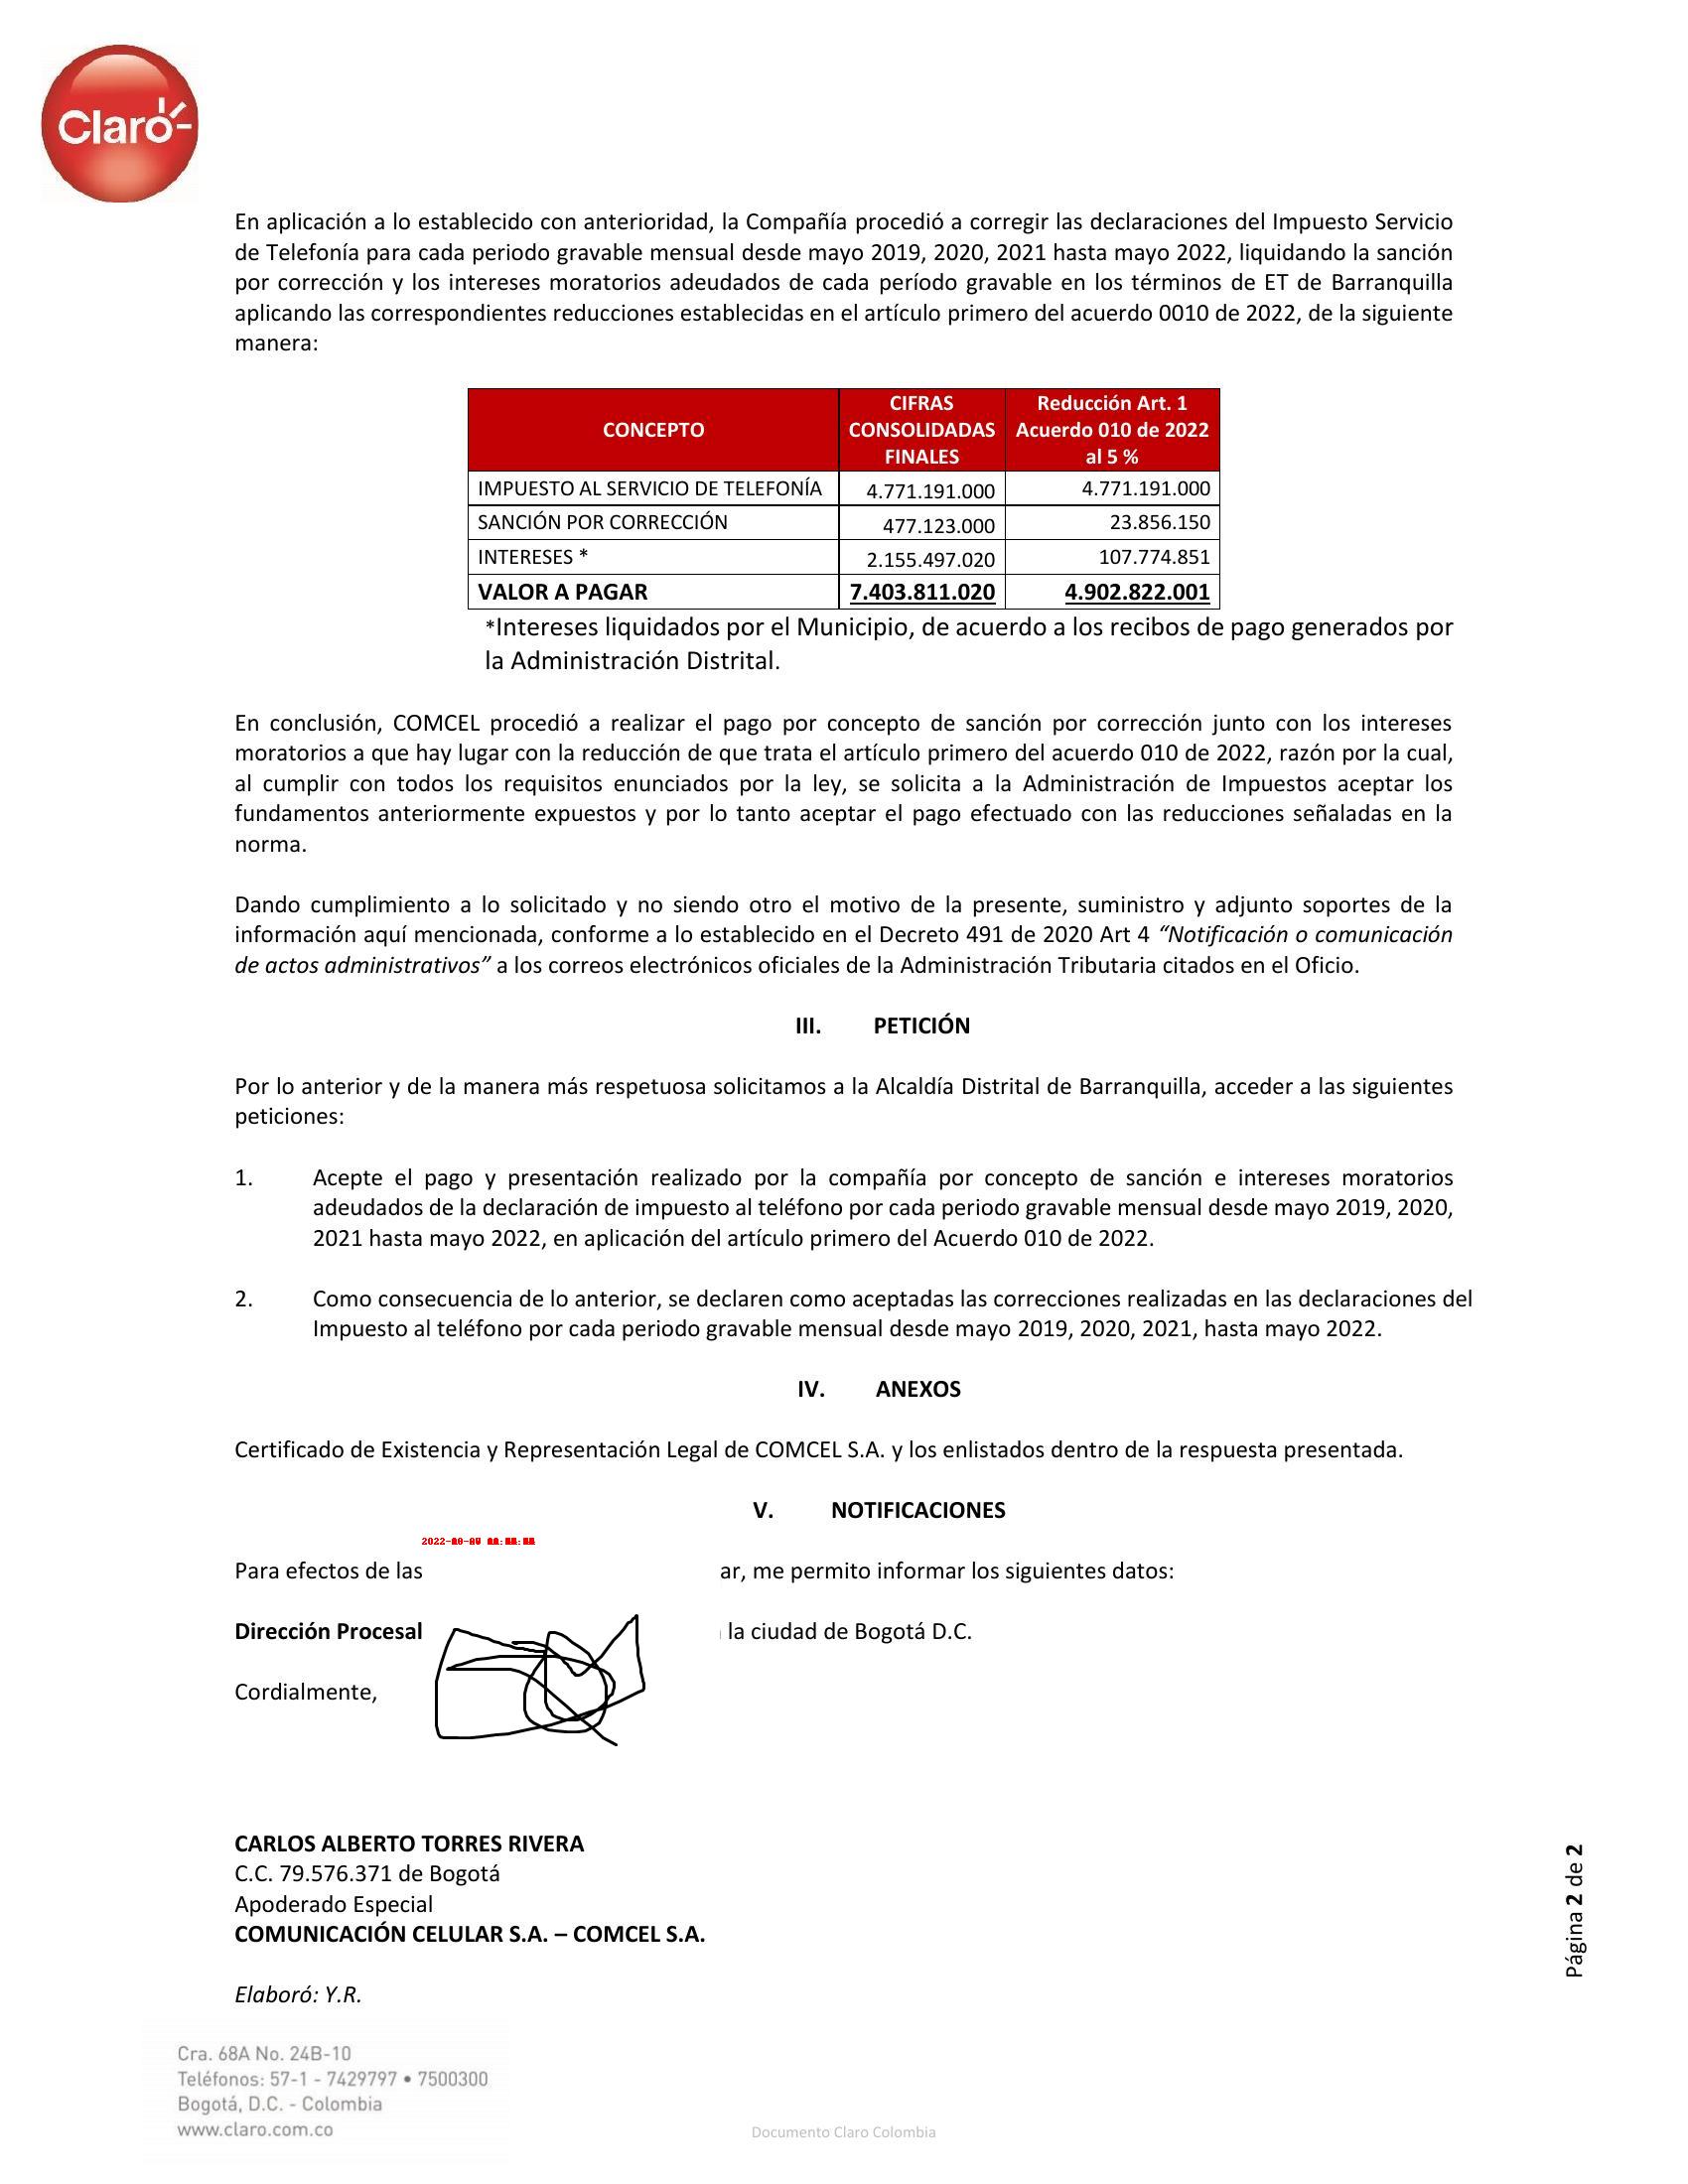 Claro
En aplicación a lo establecido con anterioridad, la Compañía procedió a corregir las declaraciones del Impuesto Servicio
de Telefonía para cada periodo gravable mensual desde mayo 2019, 2020, 2021 hasta mayo 2022, liquidando la sanción
por corrección y los intereses moratorios adeudados de cada período gravable en los términos de ET de Barranquilla
aplicando las correspondientes reducciones establecidas en el artículo primero del acuerdo 0010 de 2022, de la siguiente
manera:
CONCEPTO CIFRAS CONSOLIDADAS FINALES Reducción Art. 1 Acuerdo 010 de 2022 al 5 %
IMPUESTO AL SERVICIO DE TELEFONÍA 4.771.191.000 4.771.191.000
SANCIÓN POR CORRECCIÓN 477.123.000 23.856.150
INTERESES * 2.155.497.020 107.774.851
VALOR A PAGAR 7.403.811.020 4.902.822.001
*Intereses liquidados por el Municipio, de acuerdo a los recibos de pago generados por
la Administración Distrital.
En conclusión, COMCEL procedió a realizar el pago por concepto de sanción por corrección junto con los intereses
moratorios a que hay lugar con la reducción de que trata el artículo primero del acuerdo 010 de 2022, razón por la cual,
al cumplir con todos los requisitos enunciados por la ley, se solicita a la Administración de Impuestos aceptar los
fundamentos anteriormente expuestos y por lo tanto aceptar el pago efectuado con las reducciones señaladas en la
norma.
Dando cumplimiento a lo solicitado y no siendo otro el motivo de la presente, suministro y adjunto soportes de la
información aquí mencionada, conforme a lo establecido en el Decreto 491 de 2020 Art 4 “Notificación o comunicación
de actos administrativos” a los correos electrónicos oficiales de la Administración Tributaria citados en el Oficio.
III. PETICIÓN
Por lo anterior y de la manera más respetuosa solicitamos a la Alcaldía Distrital de Barranquilla, acceder a las siguientes
peticiones:
1. Acepte el pago y presentación realizado por la compañía por concepto de sanción e intereses moratorios
adeudados de la declaración de impuesto al teléfono por cada periodo gravable mensual desde mayo 2019, 2020,
2021 hasta mayo 2022, en aplicación del artículo primero del Acuerdo 010 de 2022.
2. Como consecuencia de lo anterior, se declaren como aceptadas las correcciones realizadas en las declaraciones del
Impuesto al teléfono por cada periodo gravable mensual desde mayo 2019, 2020, 2021, hasta mayo 2022.
IV. ANEXOS
Certificado de Existencia y Representación Legal de COMCEL S.A. y los enlistados dentro de la respuesta presentada.
V. NOTIFICACIONES
Para efectos de las ar, me permito informar los siguientes datos:
Dirección Procesal la ciudad de Bogotá D.C.
Cordialmente,
CARLOS ALBERTO TORRES RIVERA
C.C. 79.576.371 de Bogotá
Apoderado Especial
COMUNICACIÓN CELULAR S.A. – COMCEL S.A.
Elaboró: Y.R.
Página 2 de 2
Cra. 68A No. 24B-10
Teléfonos: 57-1 - 7429797 • 7500300
Bogotá, D.C. - Colombia
www.claro.com.co
Documento Claro Colombia